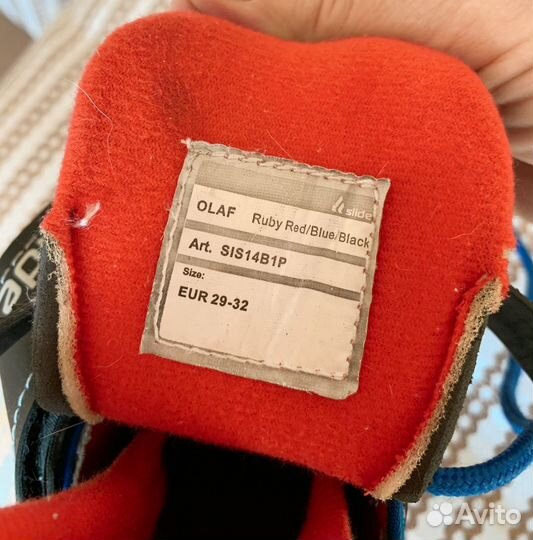 slide
OLAF Ruby Red/Blue/Black
Art. SIS14B1P
Size:
EUR 29-32
Avito